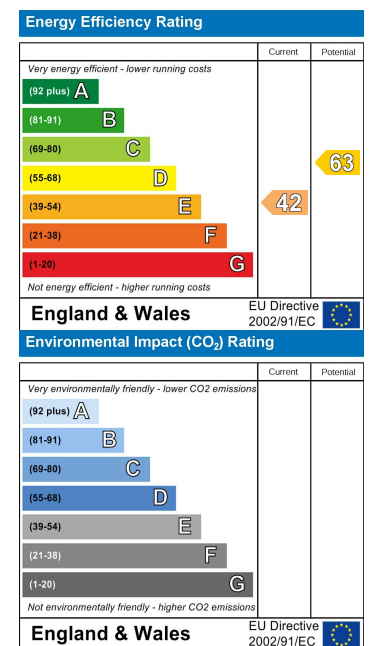 Energy Efficiency Rating
Current Potential
Very energy efficient - lower running costs
(92 plus) A
(81-91) B
(69-80) C
63
(55-68) D
(39-54) E
42
(21-38) F
(1-20) G
Not energy efficient - higher running costs
England & Wales
EU Directive
2002/91/EC
Environmental Impact (CO₂) Rating
Current Potential
Very environmentally friendly - lower CO2 emissions
(92 plus) A
(81-91) B
(69-80) C
(55-68) D
(39-54) E
(21-38) F
(1-20) G
Not environmentally friendly - higher CO2 emissions
England & Wales
EU Directive
2002/91/EC